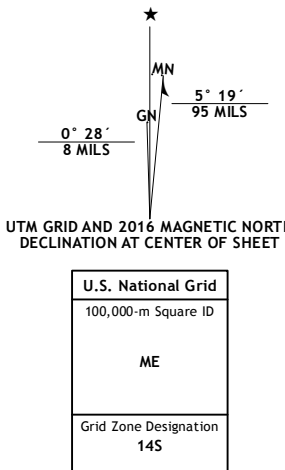 ★
MN
GN
5° 19´
95 MILS
0° 28´
8 MILS
UTM GRID AND 2016 MAGNETIC NORTH
DECLINATION AT CENTER OF SHEET
U.S. National Grid
100,000-m Square ID
ME
Grid Zone Designation
14S